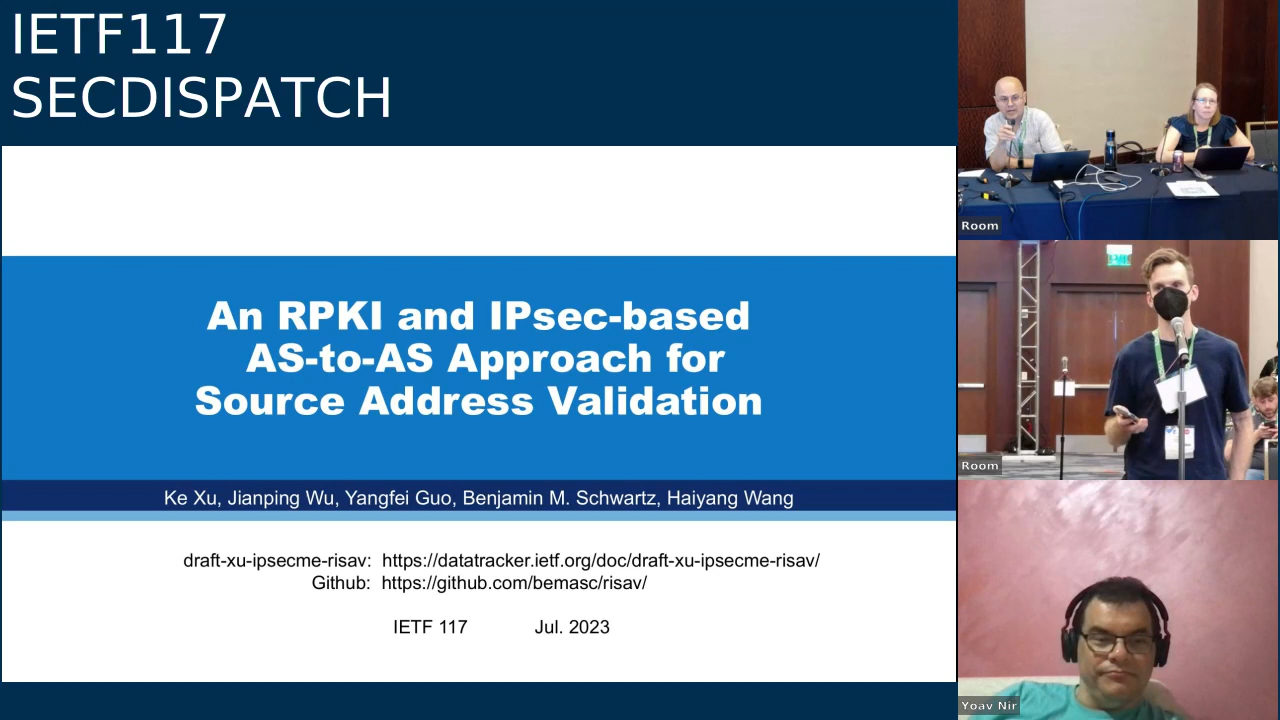 IETF117
SECDISPATCH
An RPKI and IPsec-based
AS-to-AS Approach for
Source Address Validation
Ke Xu, Jianping Wu, Yangfei Guo, Benjamin M. Schwartz, Haiyang Wang
draft-xu-ipsecme-risav: https://datatracker.ietf.org/doc/draft-xu-ipsecme-risav/
Github: https://github.com/bemasc/risav/
IETF 117 Jul. 2023
Room
Room
Yoav Nir